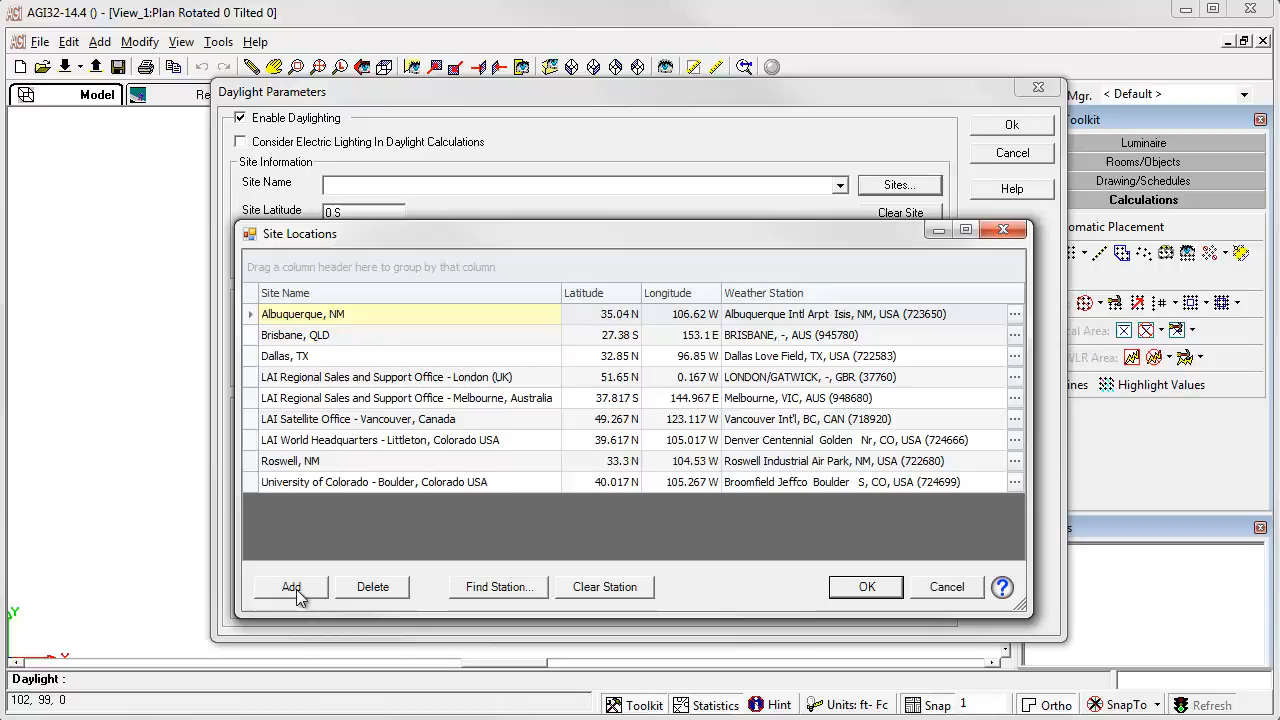 AGI32-14.4 () - [View_1:Plan Rotated 0 Tilted 0]
AGI File Edit Add Modify View Tools Help
Model
Re
Mgr. < Default >
Daylight Parameters
Enable Daylighting
Consider Electric Lighting In Daylight Calculations
Site Information
Site Name Sites...
Site Latitude 0 S Clear Site
Ok
Cancel
Help
Toolkit
Luminaire
Rooms/Objects
Drawing/Schedules
Calculations
omatic Placement
cal Area:
WLR Area:
ines Highlight Values
s
Site Locations
Drag a column header here to group by that column
Site Name Latitude Longitude Weather Station
Albuquerque, NM 35.04 N 106.62 W Albuquerque Intl Arpt Isis, NM, USA (723650) ...
Brisbane, QLD 27.38 S 153.1 E BRISBANE, -, AUS (945780) ...
Dallas, TX 32.85 N 96.85 W Dallas Love Field, TX, USA (722583) ...
LAI Regional Sales and Support Office - London (UK) 51.65 N 0.167 W LONDON/GATWICK, -, GBR (37760) ...
LAI Regional Sales and Support Office - Melbourne, Australia 37.817 S 144.967 E Melbourne, VIC, AUS (948680) ...
LAI Satellite Office - Vancouver, Canada 49.267 N 123.117 W Vancouver Int'l, BC, CAN (718920) ...
LAI World Headquarters - Littleton, Colorado USA 39.617 N 105.017 W Denver Centennial Golden Nr, CO, USA (724666) ...
Roswell, NM 33.3 N 104.53 W Roswell Industrial Air Park, NM, USA (722680) ...
University of Colorado - Boulder, Colorado USA 40.017 N 105.267 W Broomfield Jeffco Boulder S, CO, USA (724699) ...
Add Delete Find Station... Clear Station OK Cancel ?
Y
X
Daylight :
102, 99, 0
Toolkit Statistics Hint Units: ft- Fc Snap 1 Ortho SnapTo Refresh